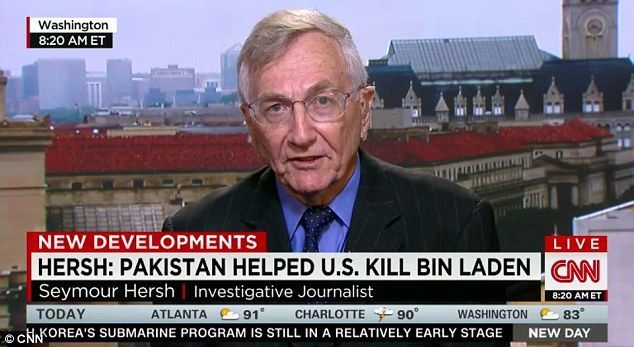 Washington
8:20 AM ET
NEW DEVELOPMENTS
HERSH: PAKISTAN HELPED U.S. KILL BIN LADEN
Seymour Hersh | Investigative Journalist
LIVE
CNN
8:20 AM ET
TODAY ATLANTA 91° CHARLOTTE 90° WASHINGTON 83°
KOREA'S SUBMARINE PROGRAM IS STILL IN A RELATIVELY EARLY STAGE
NEW DAY
© CNN